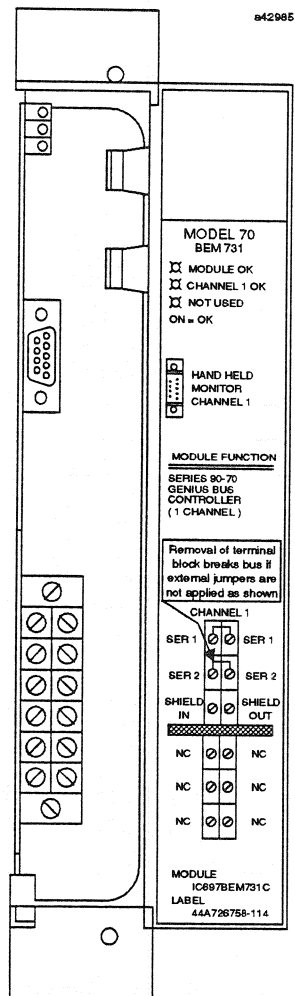 a42985
MODEL 70
BEM 731
MODULE OK
CHANNEL 1 OK
NOT USED
ON = OK
HAND HELD
MONITOR
CHANNEL 1
MODULE FUNCTION
SERIES 90-70
GENIUS BUS
CONTROLLER
( 1 CHANNEL )
Removal of terminal
block breaks bus if
external jumpers are
not applied as shown
CHANNEL 1
SER 1 SER 1
SER 2 SER 2
SHIELD IN SHIELD OUT
NC NC
NC NC
NC NC
MODULE
IC697BEM731C
LABEL
44A726758-114